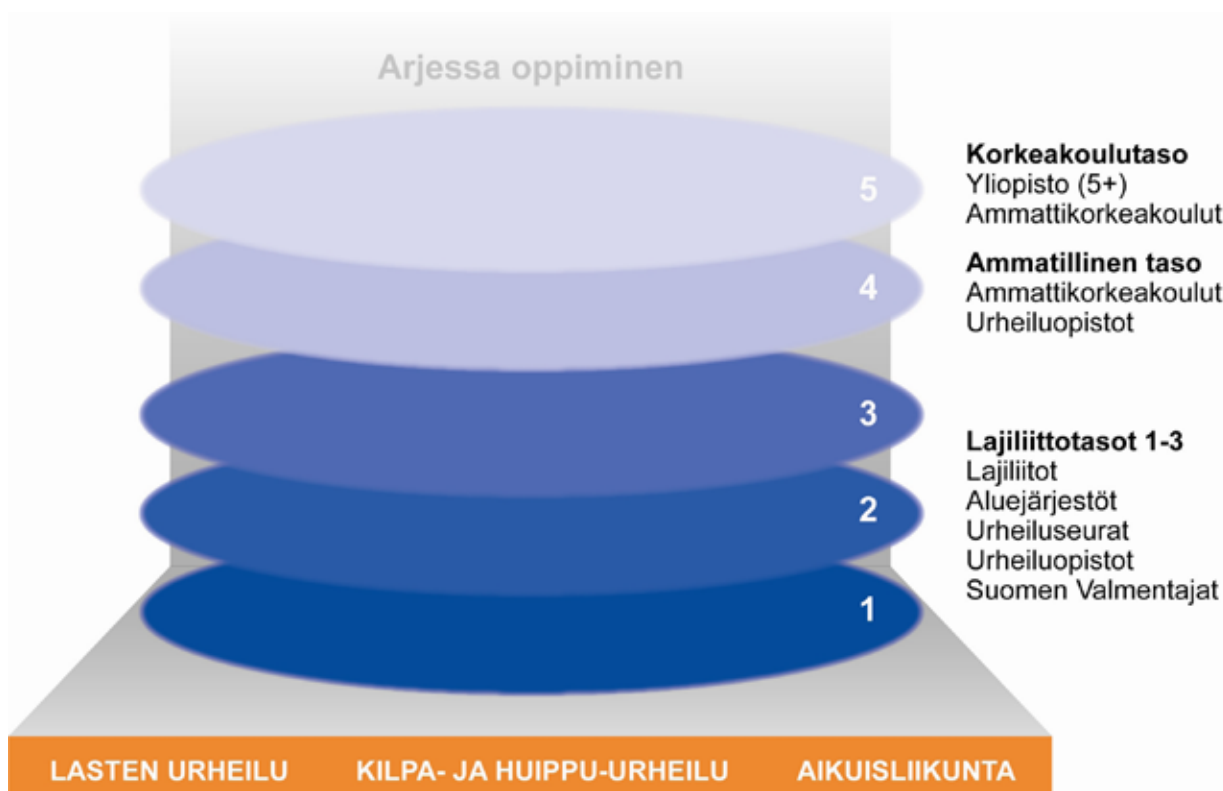 Arjessa oppiminen
5
Korkeakoulutaso
Yliopisto (5+)
Ammattikorkeakoulut
4
Ammatillinen taso
Ammattikorkeakoulut
Urheiluopistot
3
Lajiliittotasot 1-3
Lajiliitot
Aluejärjestöt
Urheiluseurat
Urheiluopistot
Suomen Valmentajat
2
1
LASTEN URHEILU KILPA- JA HUIPPU-URHEILU AIKUISLIIKUNTA